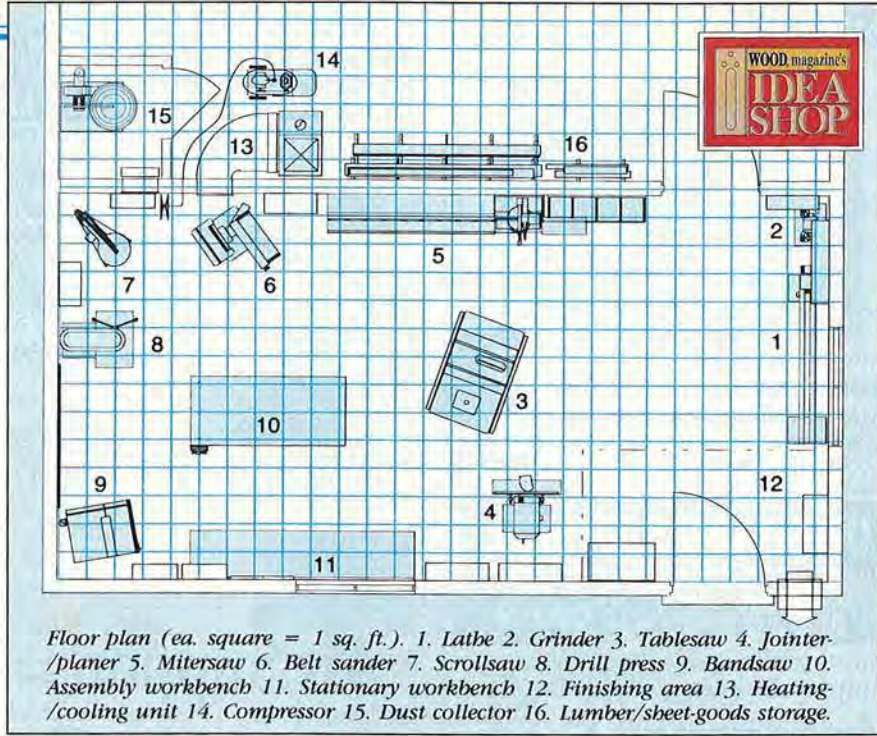 14
WOOD® magazine's
IDEA
SHOP
15
13
16
2
5
7
6
1
8
3
10
9
12
4
11
Floor plan (ea. square = 1 sq. ft.). 1. Lathe 2. Grinder 3. Tablesaw 4. Jointer-
/planer 5. Mitersaw 6. Belt sander 7. Scrollsaw 8. Drill press 9. Bandsaw 10.
Assembly workbench 11. Stationary workbench 12. Finishing area 13. Heating-
/cooling unit 14. Compressor 15. Dust collector 16. Lumber/sheet-goods storage.